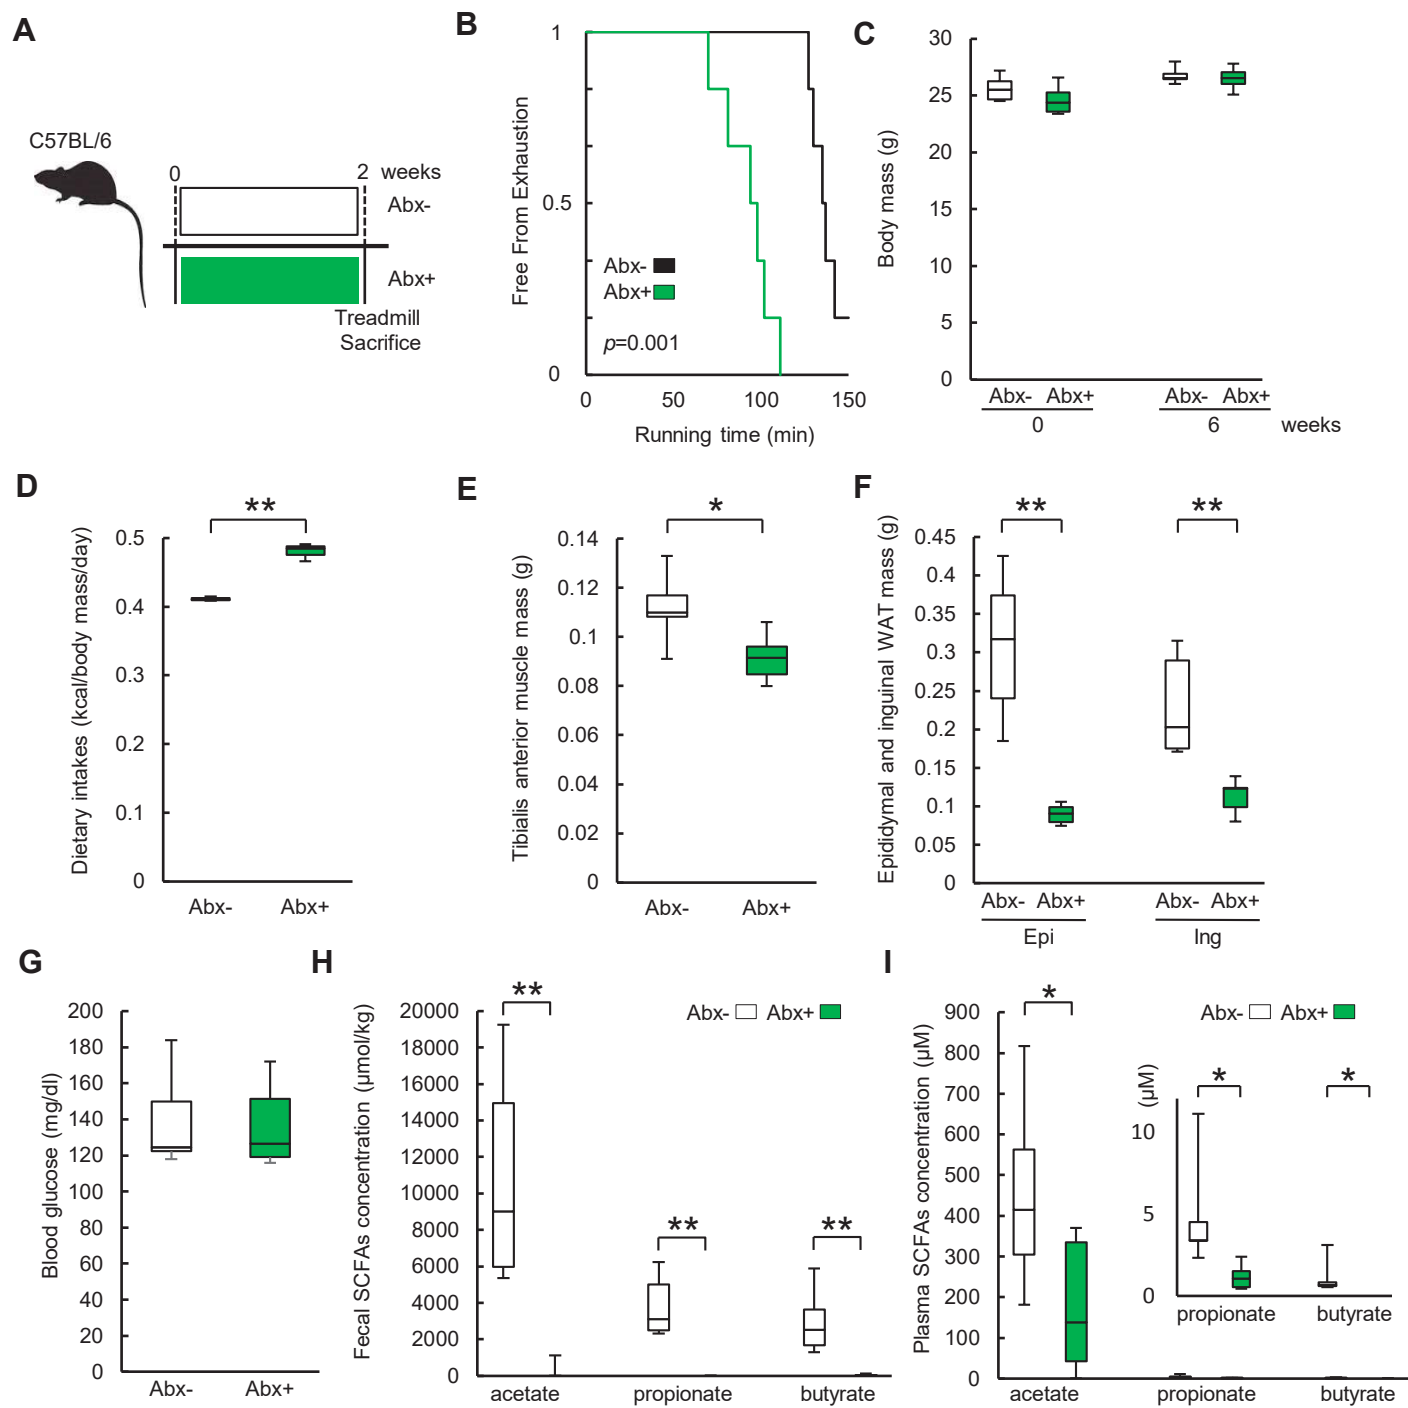 A
C57BL/6
0
2 weeks
Abx-
Abx+
Treadmill
Sacrifice
B
Free From Exhaustion
1
0.5
0
Abx-
Abx+
p=0.001
0 50 100 150
Running time (min)
C
Body mass (g)
30
25
20
15
10
5
0
Abx- Abx+ Abx- Abx+
0 6 weeks
D
Dietary intakes (kcal/body mass/day)
**
0.5
0.4
0.3
0.2
0.1
0
Abx- Abx+
E
Tibialis anterior muscle mass (g)
*
0.14
0.12
0.1
0.08
0.06
0.04
0.02
0
Abx- Abx+
F
Epididymal and inguinal WAT mass (g)
** **
0.45
0.4
0.35
0.3
0.25
0.2
0.15
0.1
0.05
0
Abx- Abx+ Abx- Abx+
Epi Ing
G
Blood glucose (mg/dl)
200
180
160
140
120
100
80
60
40
20
0
Abx- Abx+
H
Fecal SCFAs concentration (µmol/kg)
**
Abx- Abx+
20000
18000
16000
14000
12000
10000
8000
6000
4000
2000
0
** **
acetate propionate butyrate
I
Plasma SCFAs concentration (µM)
*
Abx- Abx+
900
800
700
600
500
400
300
200
100
0
(µM)
* *
10
5
0
propionate butyrate
acetate propionate butyrate